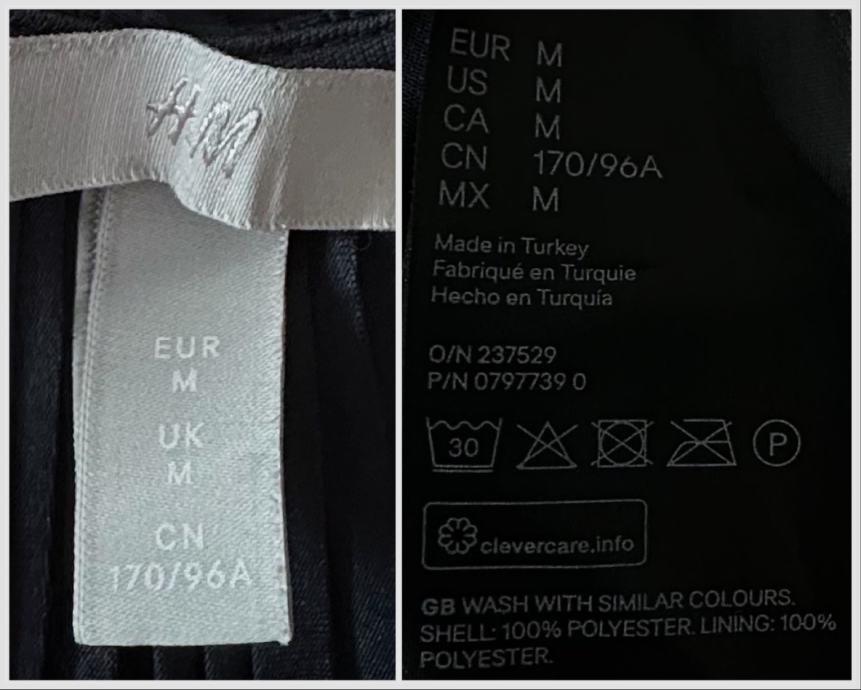 HM
EUR
M
UK
M
CN
170/96A
EUR M
US M
CA M
CN 170/96A
MX M
Made in Turkey
Fabriqué en Turquie
Hecho en Turquía
O/N 237529
P/N 0797739 0
30 P
clevercare.info
GB WASH WITH SIMILAR COLOURS.
SHELL: 100% POLYESTER. LINING: 100%
POLYESTER.